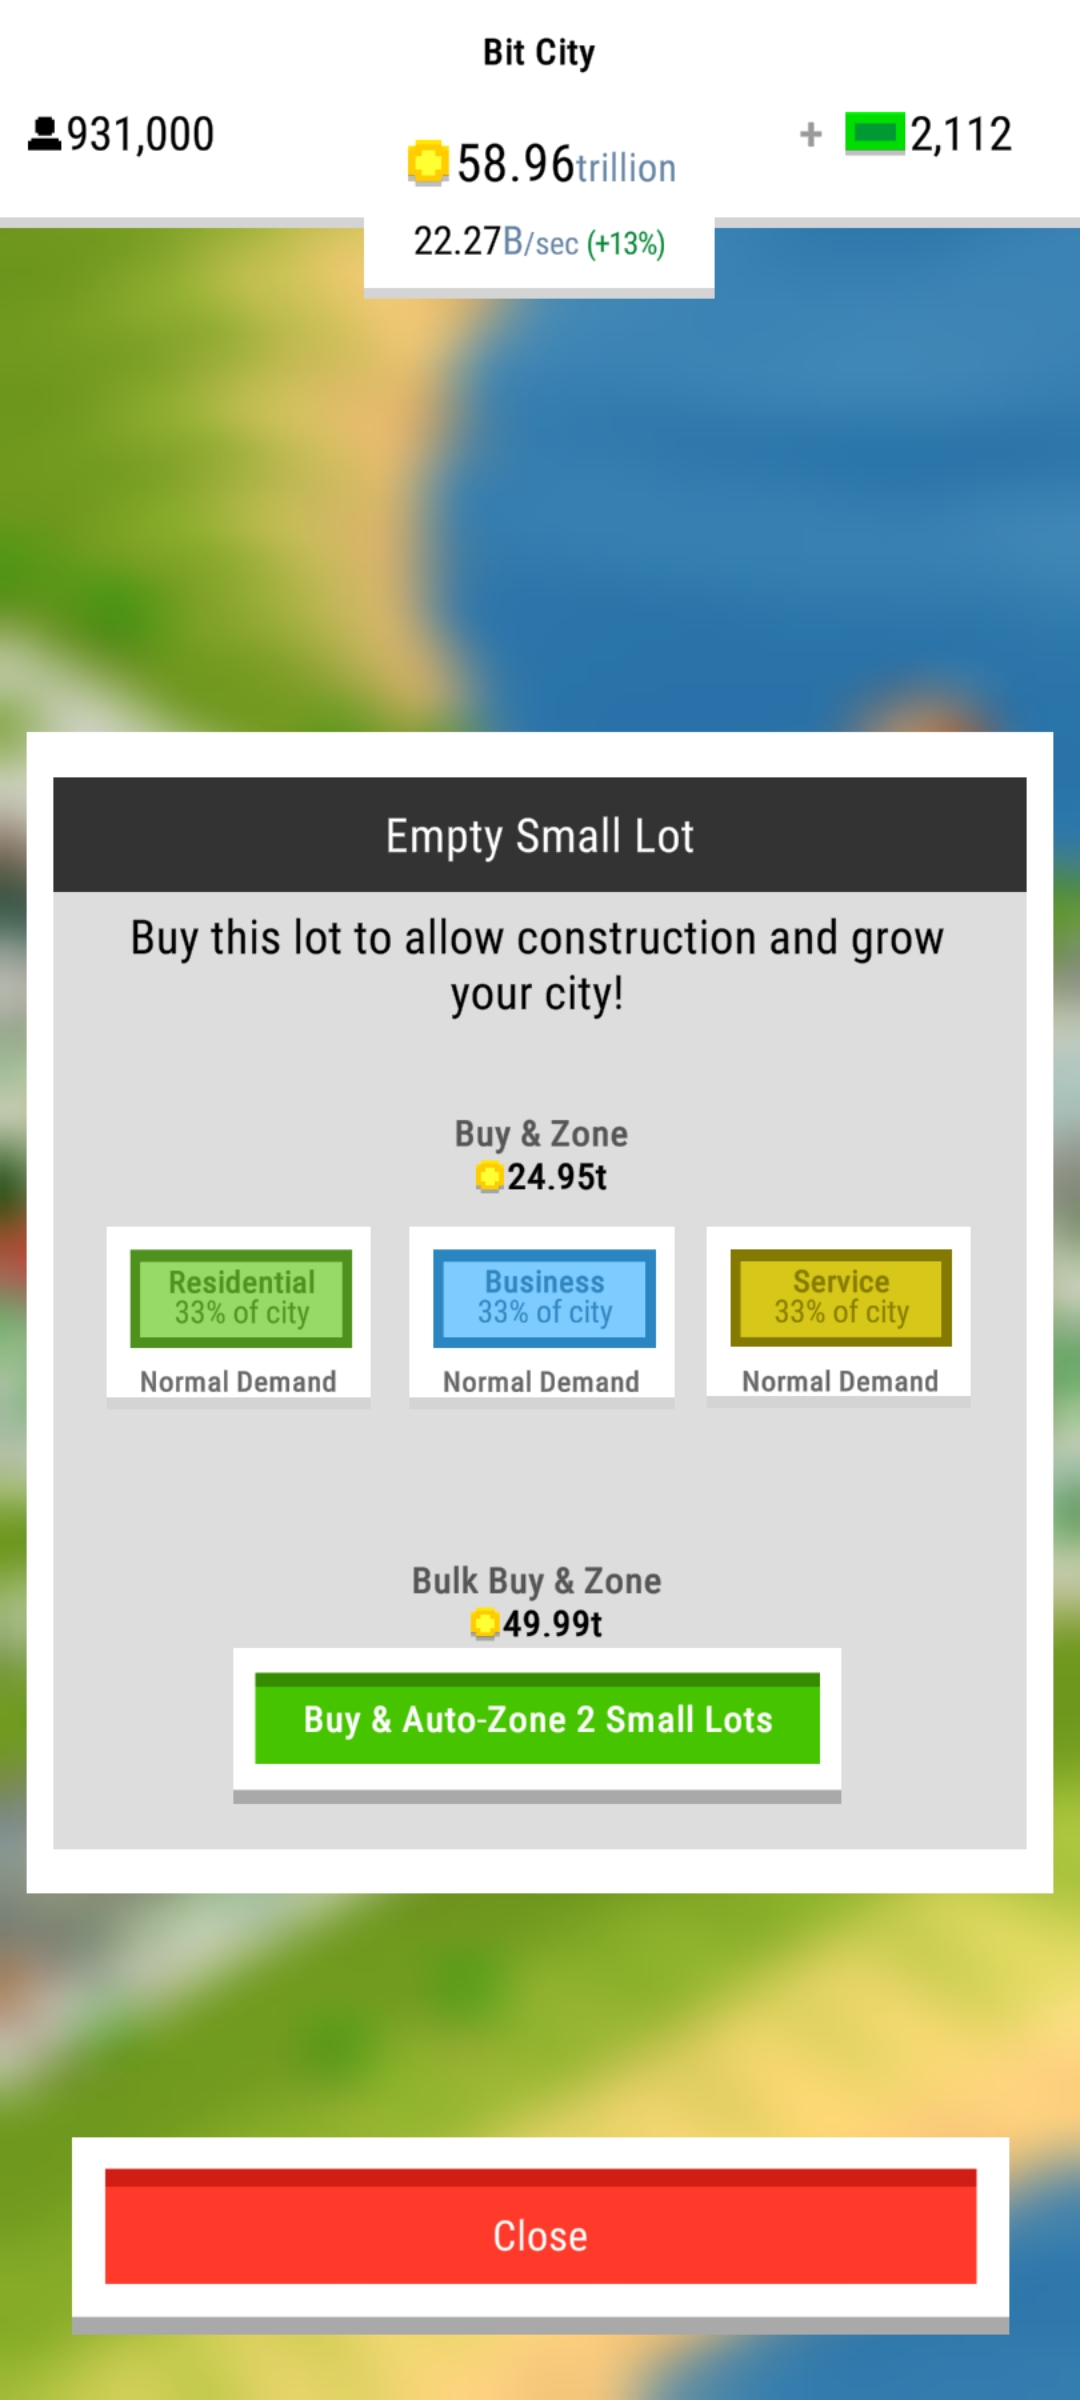 Bit City
931,000
58.96trillion
+ 2,112
22.27B/sec (+13%)
Empty Small Lot
Buy this lot to allow construction and grow
your city!
Buy & Zone
24.95t
Residential
33% of city
Normal Demand
Business
33% of city
Normal Demand
Service
33% of city
Normal Demand
Bulk Buy & Zone
49.99t
Buy & Auto-Zone 2 Small Lots
Close